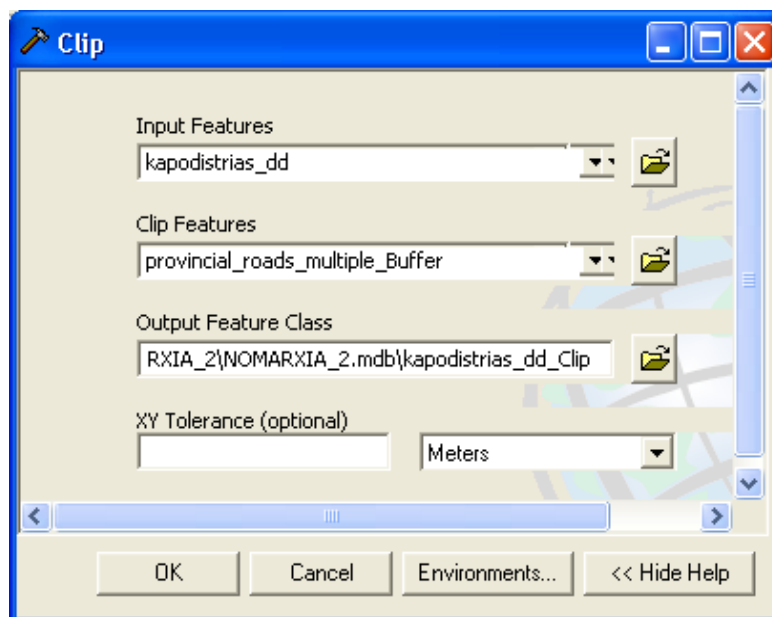 Clip
Input Features
kapodistrias_dd
Clip Features
provincial_roads_multiple_Buffer
Output Feature Class
RXIA_2\NOMARXIA_2.mdb\kapodistrias_dd_Clip
XY Tolerance (optional)
Meters
OK Cancel Environments... << Hide Help